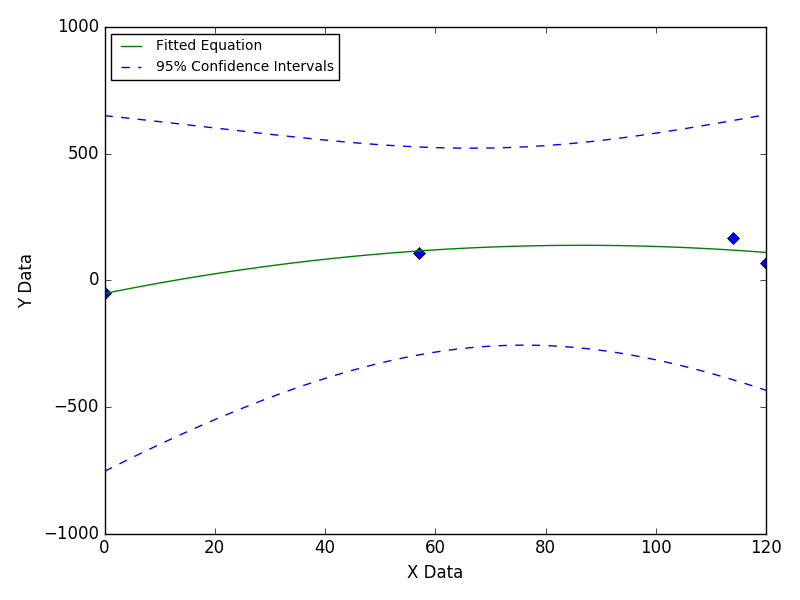 1000
Fitted Equation
95% Confidence Intervals
500
0
−500
−1000
Y Data
0 20 40 60 80 100 120
X Data